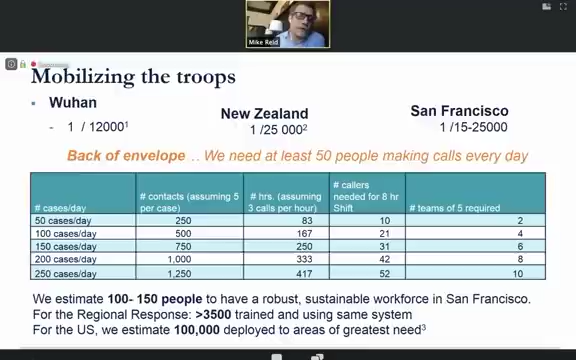 Mike Reid
Mobilizing the troops
Wuhan
- 1 / 12000¹
New Zealand
1 /25 000²
San Francisco
1 /15-25000
Back of envelope .. We need at least 50 people making calls every day
# cases/day
# contacts (assuming 5 per case)
# hrs. (assuming 3 calls per hour)
# callers needed for 8 hr Shift
# teams of 5 required
50 cases/day 250 83 10 2
100 cases/day 500 167 21 4
150 cases/day 750 250 31 6
200 cases/day 1,000 333 42 8
250 cases/day 1,250 417 52 10
We estimate 100- 150 people to have a robust, sustainable workforce in San Francisco.
For the Regional Response: >3500 trained and using same system
For the US, we estimate 100,000 deployed to areas of greatest need³